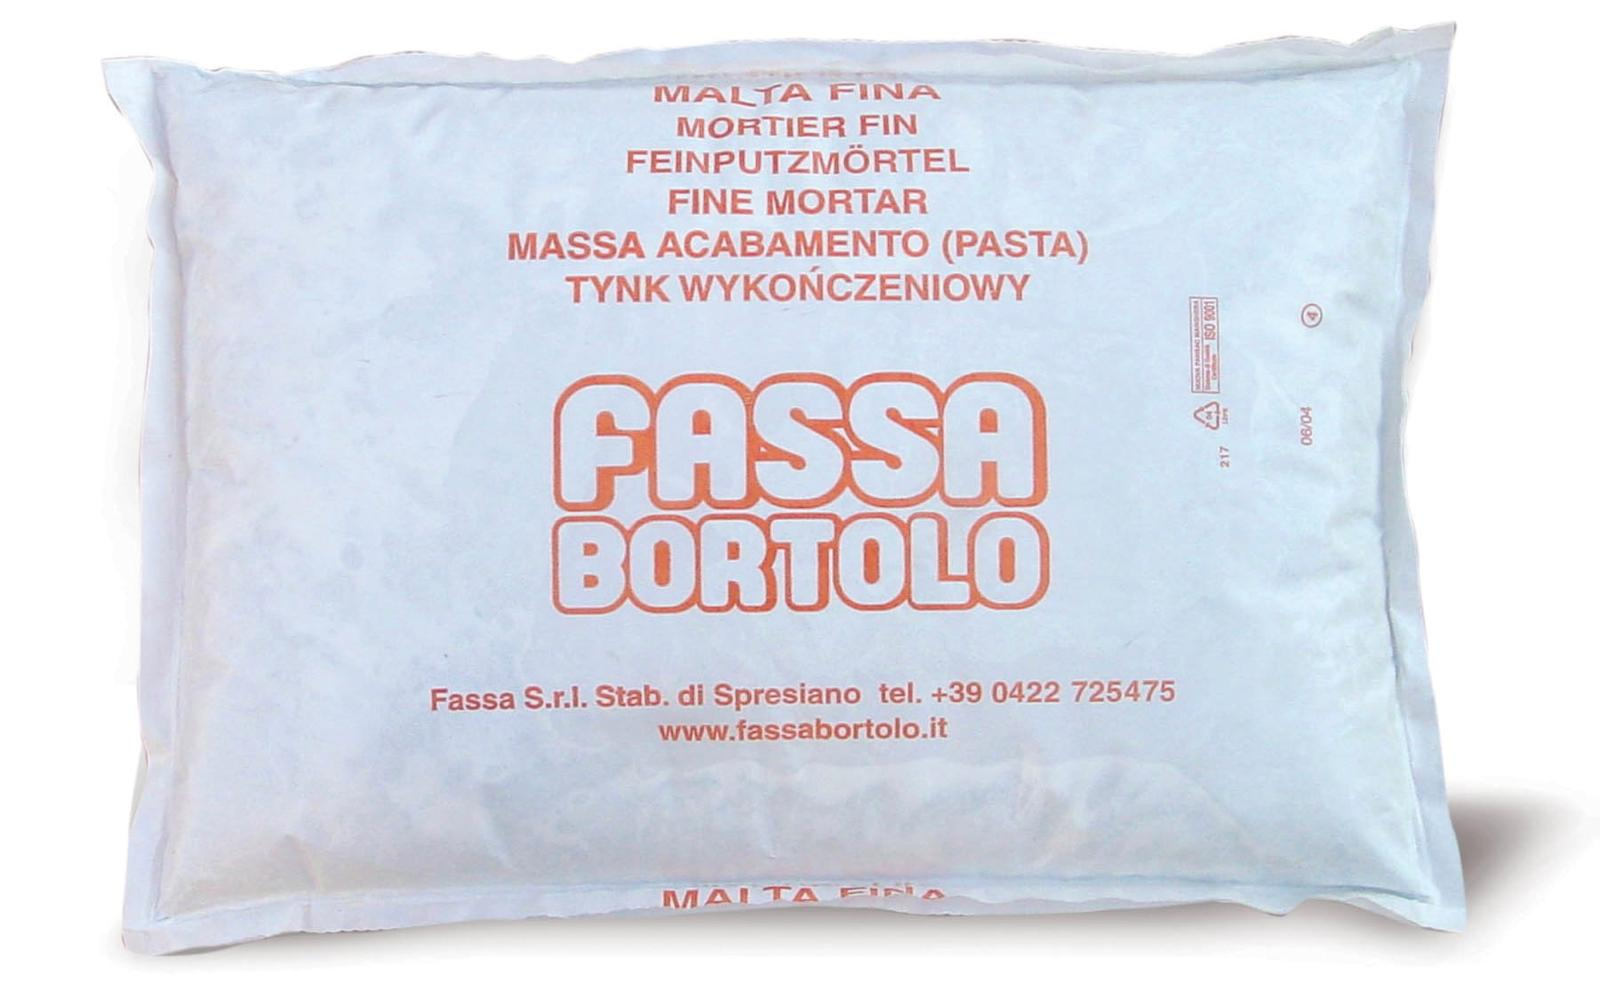 MALTA FINA
MORTIER FIN
FEINPUTZMÖRTEL
FINE MORTAR
MASSA ACABAMENTO (PASTA)
TYNK WYKOŃCZENIOWY
FASSA
BORTOLO
Fassa S.r.l. Stab. di Spresiano tel. +39 0422 725475
www.fassabortolo.it
MALTA FINA
ISO 9001
217
06/04
4